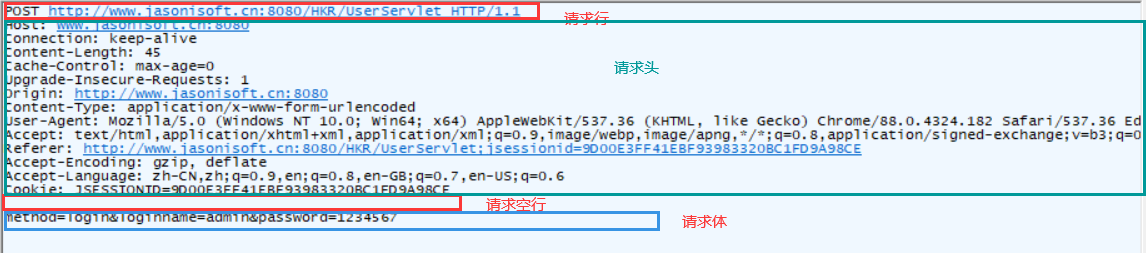 POST http://www.jasonisoft.cn:8080/HKR/UserServlet HTTP/1.1 请求行
Host: www.jasonisoft.cn:8080
Connection: keep-alive
Content-Length: 45
Cache-Control: max-age=0 请求头
Upgrade-Insecure-Requests: 1
Origin: http://www.jasonisoft.cn:8080
Content-Type: application/x-www-form-urlencoded
User-Agent: Mozilla/5.0 (Windows NT 10.0; Win64; x64) AppleWebKit/537.36 (KHTML, like Gecko) Chrome/88.0.4324.182 Safari/537.36 Ed
Accept: text/html,application/xhtml+xml,application/xml;q=0.9,image/webp,image/apng,*/*;q=0.8,application/signed-exchange;v=b3;q=0
Referer: http://www.jasonisoft.cn:8080/HKR/UserServlet;jsessionid=9D00E3FF41EBF93983320BC1FD9A98CE
Accept-Encoding: gzip, deflate
Accept-Language: zh-CN,zh;q=0.9,en;q=0.8,en-GB;q=0.7,en-US;q=0.6
Cookie: JSESSIONID=9D00E3FF41EBF93983320BC1FD9A98CE
请求空行
method=login&loginname=admin&password=1234567 请求体